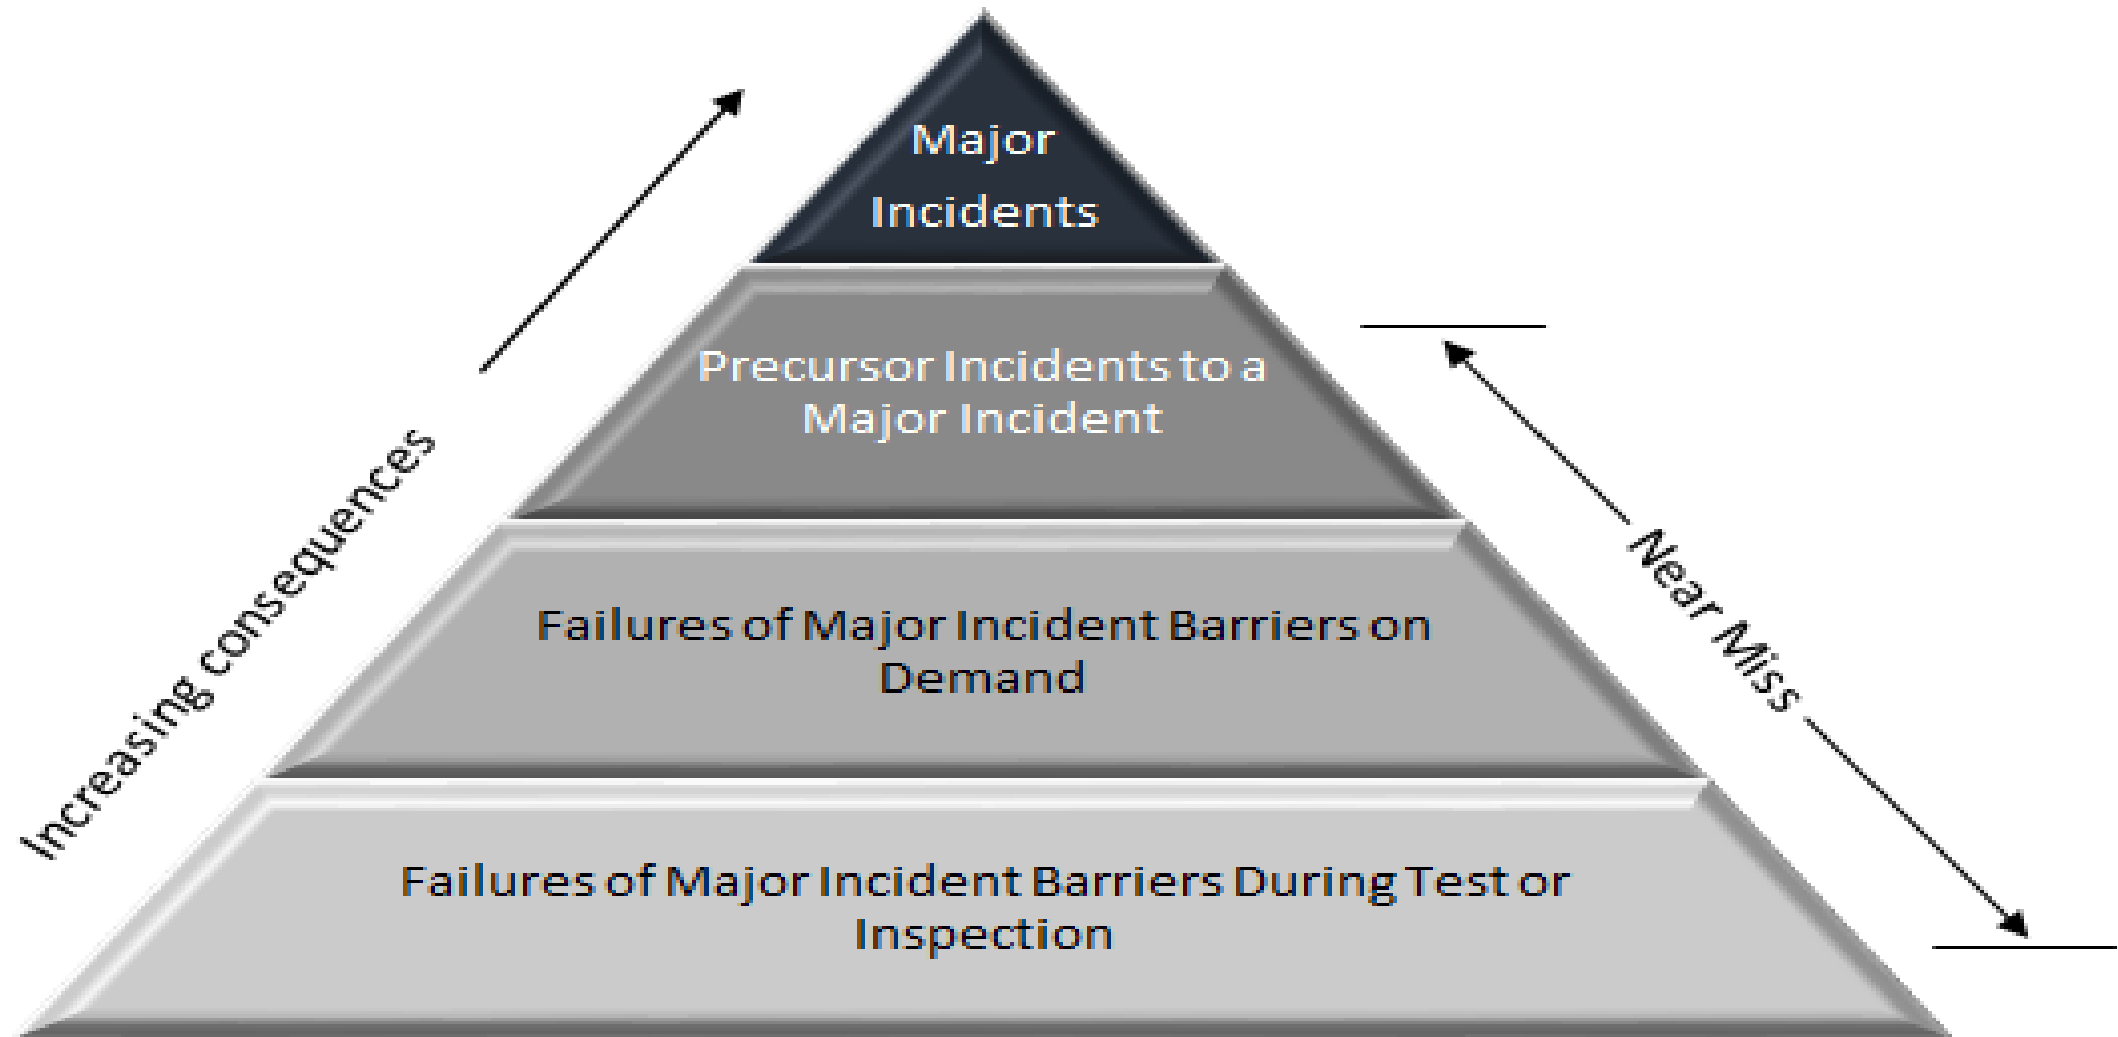 Major
Incidents
Precursor Incidents to a
Major Incident
Failures of Major Incident Barriers on
Demand
Failures of Major Incident Barriers During Test or
Inspection
Increasing consequences
Near Miss